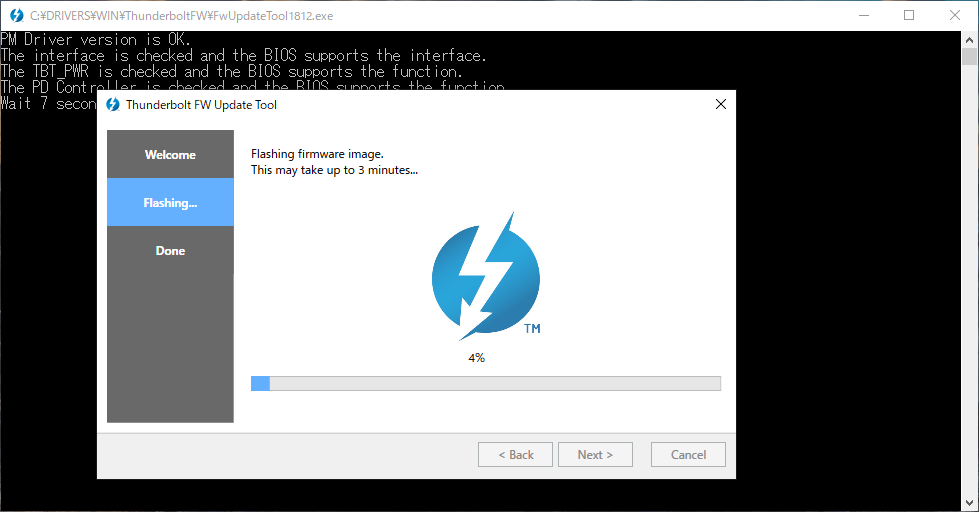 C:¥DRIVERS¥WIN¥ThunderboltFW¥FwUpdateTool1812.exe
PM Driver version is OK.
The interface is checked and the BIOS supports the interface.
The TBT_PWR is checked and the BIOS supports the function.
The PD Controller is checked and the BIOS supports the function
Wait 7 secon
Thunderbolt FW Update Tool
Welcome
Flashing...
Done
Flashing firmware image.
This may take up to 3 minutes...
TM
4%
< Back
Next >
Cancel